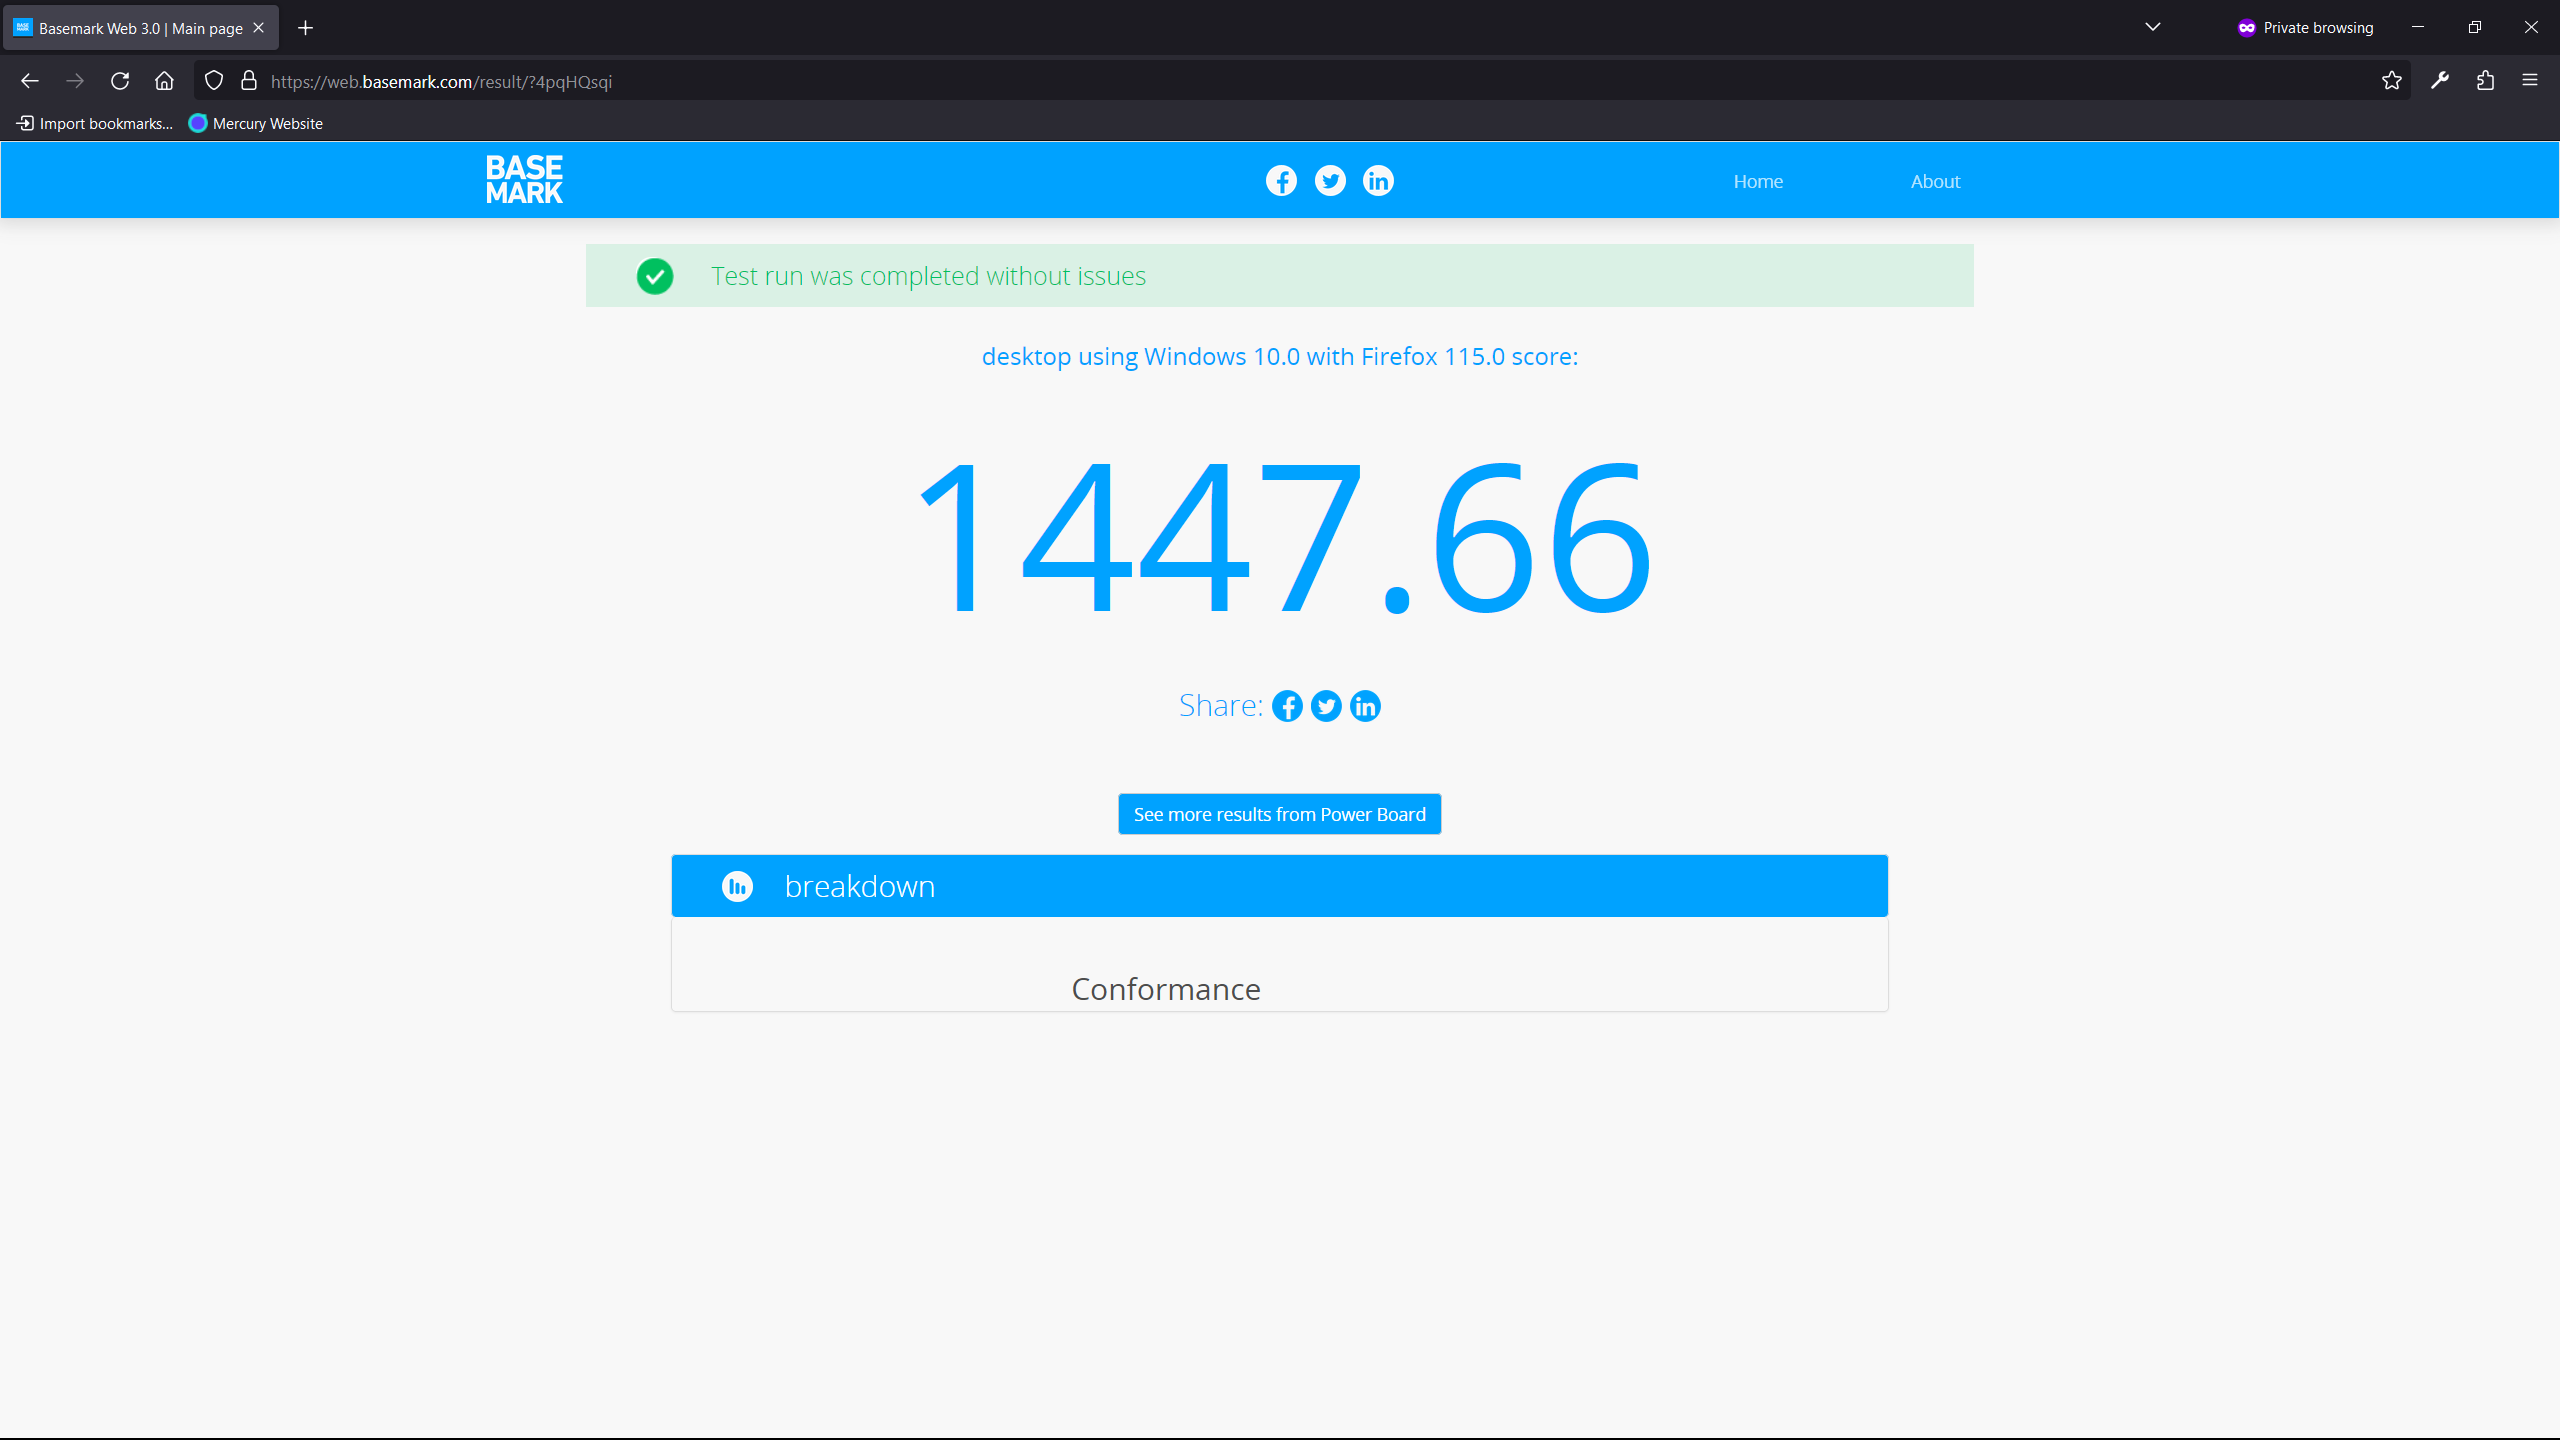 Basemark Web 3.0 | Main page
Private browsing
https://web.basemark.com/result/?4pqHQsqi
Import bookmarks...
Mercury Website
BASE
MARK
Home
About
Test run was completed without issues
desktop using Windows 10.0 with Firefox 115.0 score:
1447.66
Share:
See more results from Power Board
breakdown
Conformance